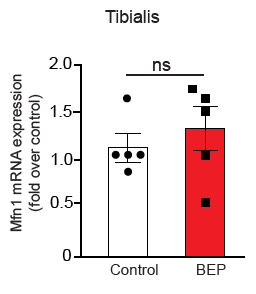 Tibialis
ns
Mfn1 mRNA expression
(fold over control)
2.0
1.5
1.0
0.5
0
Control
BEP